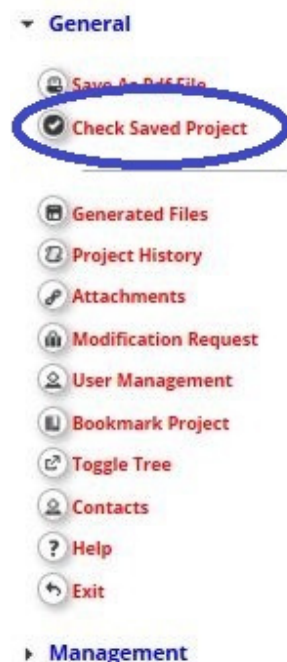 General
Save As Pdf File
Check Saved Project
Generated Files
Project History
Attachments
Modification Request
User Management
Bookmark Project
Toggle Tree
Contacts
? Help
Exit
Management